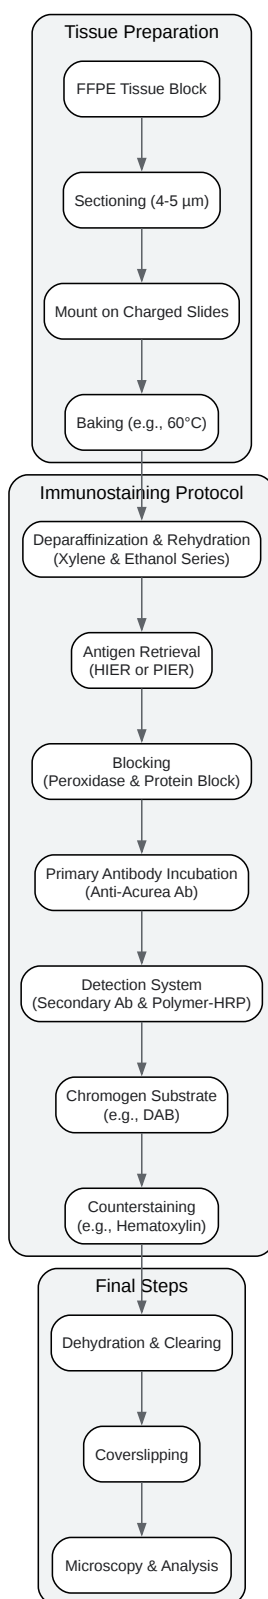 Tissue Preparation
FFPE Tissue Block
Sectioning (4-5 µm)
Mount on Charged Slides
Baking (e.g., 60°C)
Immunostaining Protocol
Deparaffinization & Rehydration
(Xylene & Ethanol Series)
Antigen Retrieval
(HIER or PIER)
Blocking
(Peroxidase & Protein Block)
Primary Antibody Incubation
(Anti-Acurea Ab)
Detection System
(Secondary Ab & Polymer-HRP)
Chromogen Substrate
(e.g., DAB)
Counterstaining
(e.g., Hematoxylin)
Final Steps
Dehydration & Clearing
Coverslipping
Microscopy & Analysis